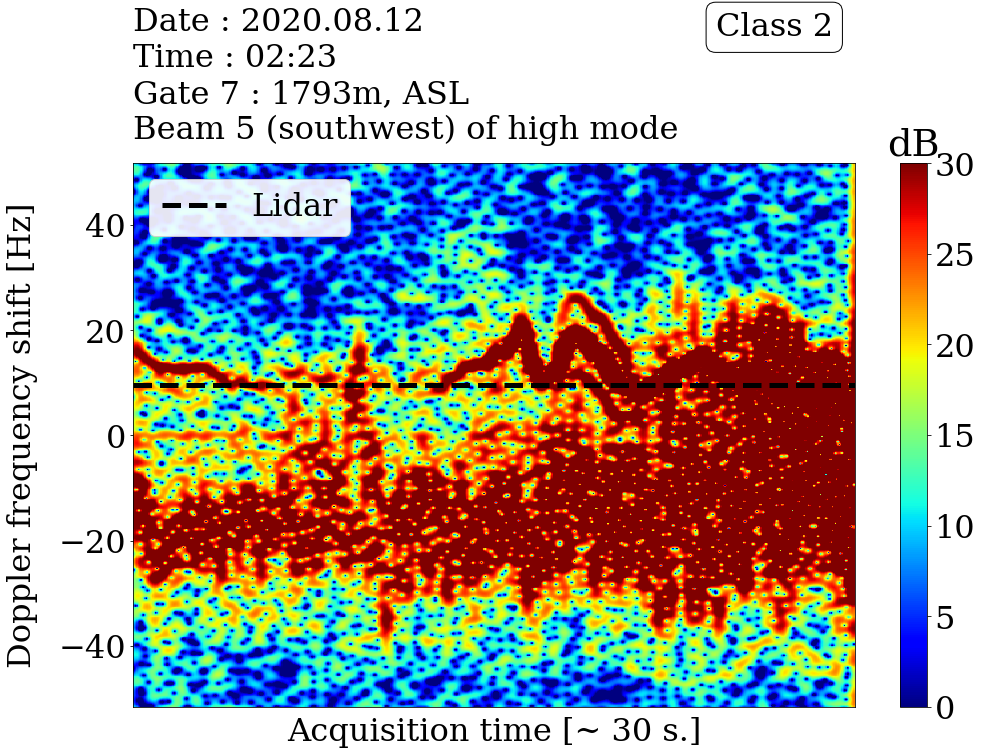 Date : 2020.08.12
Time : 02:23
Gate 7 : 1793m, ASL
Beam 5 (southwest) of high mode
Class 2
dB
Lidar
Doppler frequency shift [Hz]
40
20
0
−20
−40
30
25
20
15
10
5
0
Acquisition time [~ 30 s.]